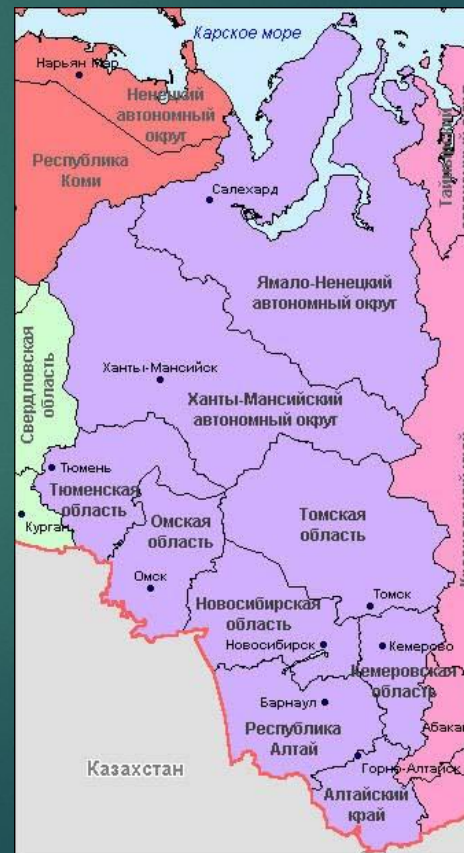 Карское море
Нарьян Мар
Ненецкий
автономный
округ
Республика
Коми
Салехард
Ямало-Ненецкий
автономный округ
Свердловская
область
Ханты-Мансийск
Ханты-Мансийский
автономный округ
Тюмень
Тюменская
область
Курган
Омская
область
Томская
область
Омск
Томск
Новосибирская
область
Новосибирск
Кемерово
Кемеровская
область
Барнаул
Республика
Алтай
Абакан
Казахстан
Горно-Алтайск
Алтайский
край